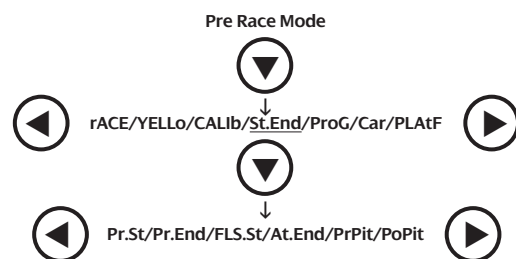 Pre Race Mode
rACE/YELLo/CALIb/St.End/ProG/Car/PLAtF
Pr.St/Pr.End/FLS.St/At.End/PrPit/PoPit